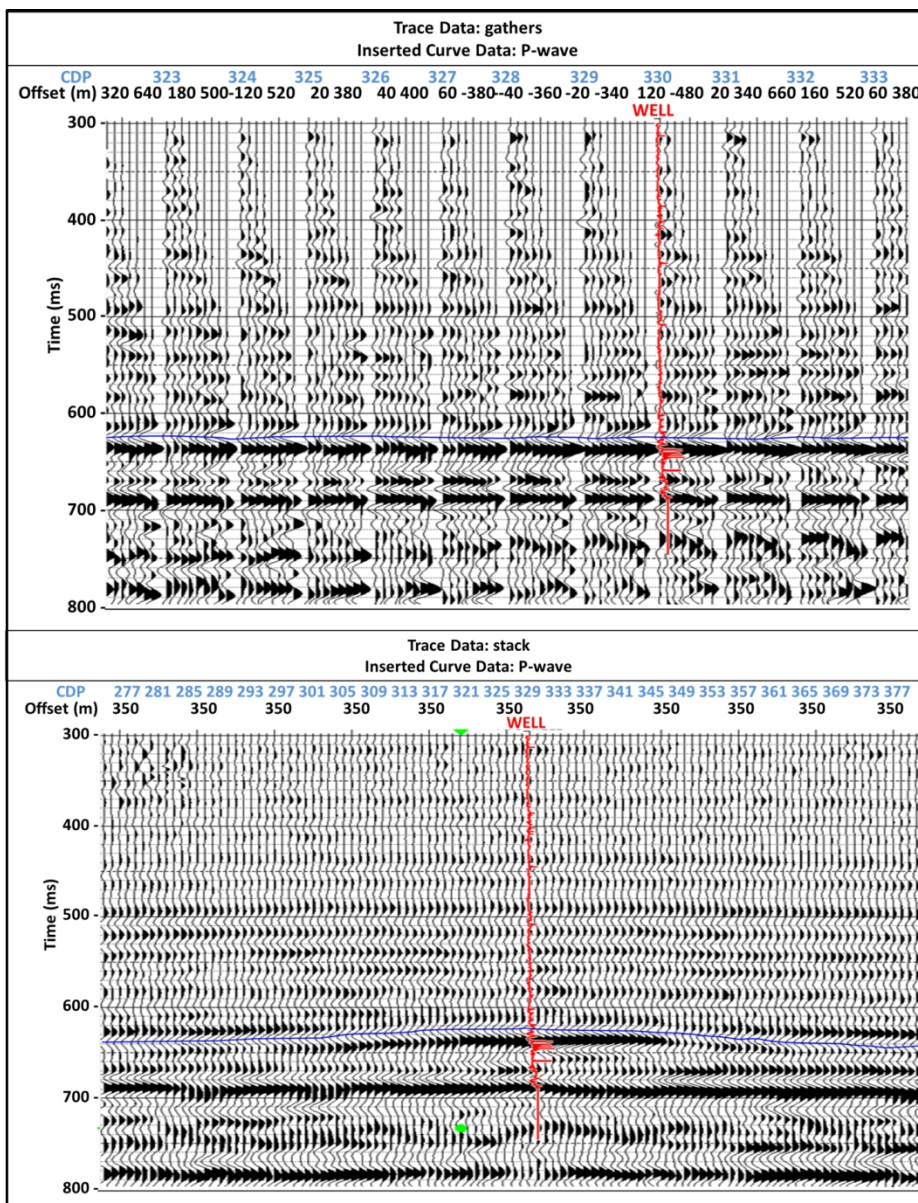 Trace Data: gathers
Inserted Curve Data: P-wave
CDP 323 324 325 326 327 328 329 330 331 332 333
Offset (m) 320 640 180 500 -120 520 20 380 40 400 60 -380 -40 -360 -20 -340 120 -480 20 340 660 160 520 60 380
WELL
300
400
500
Time (ms)
600
700
800
Trace Data: stack
Inserted Curve Data: P-wave
CDP 277 281 285 289 293 297 301 305 309 313 317 321 325 329 333 337 341 345 349 353 357 361 365 369 373 377
Offset (m) 350 350 350 350 350 350 350 350 350 350 350
WELL
300
400
500
Time (ms)
600
700
800